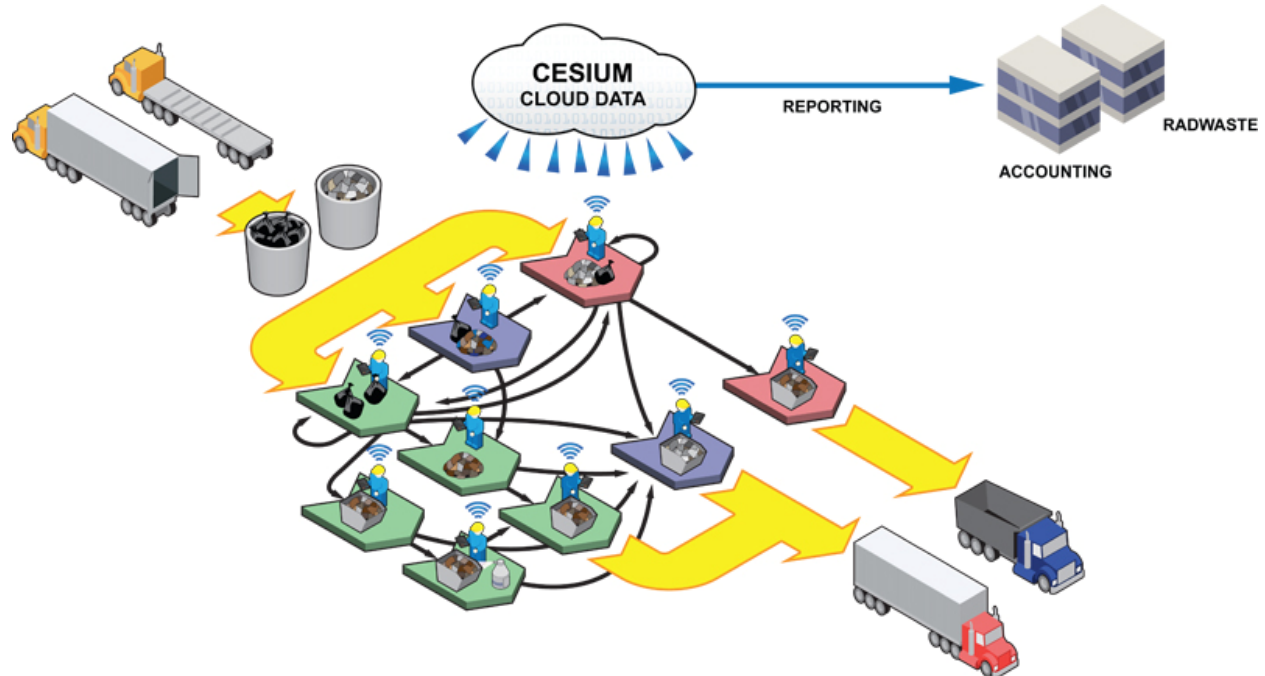 CESIUM
CLOUD DATA
REPORTING
RADWASTE
ACCOUNTING